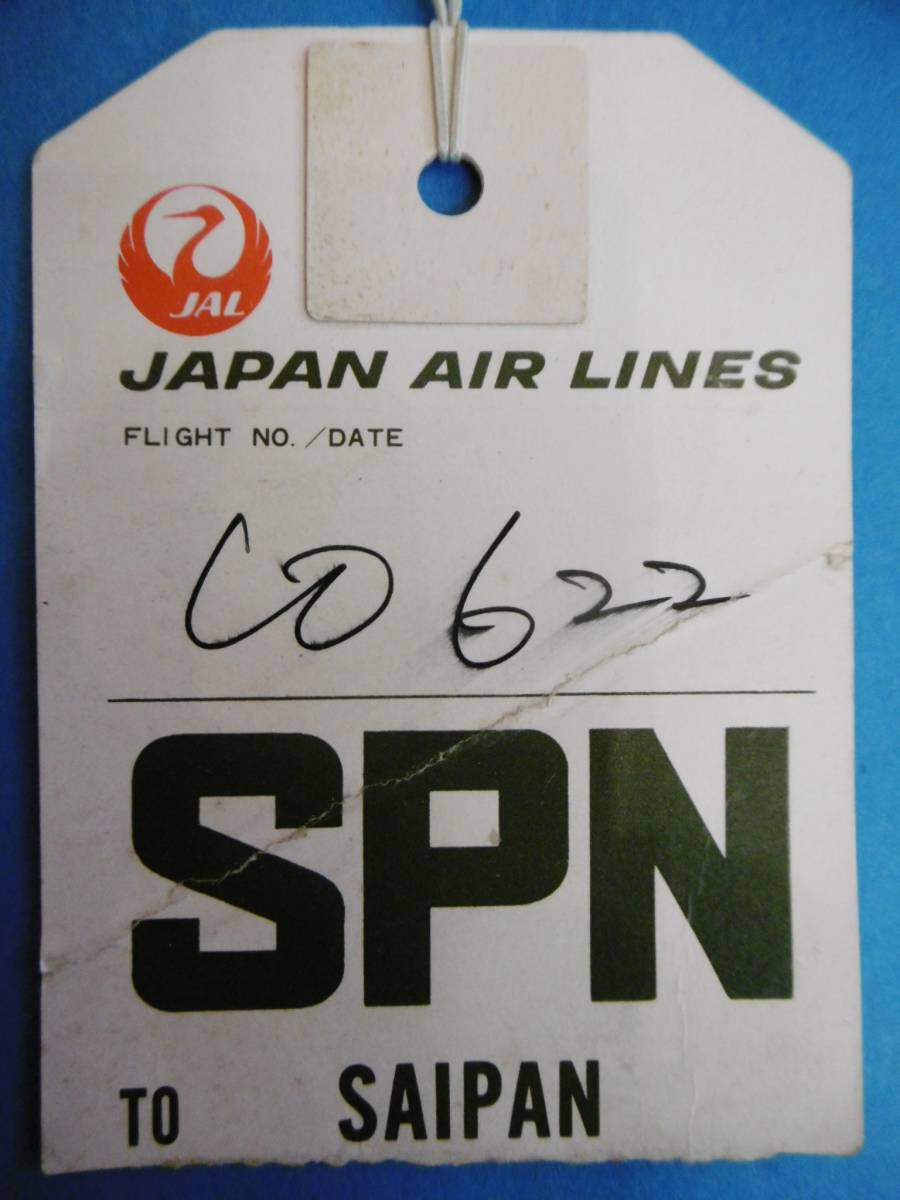 JAL
JAPAN AIR LINES
FLIGHT NO./DATE
CO 622
SPN
TO SAIPAN